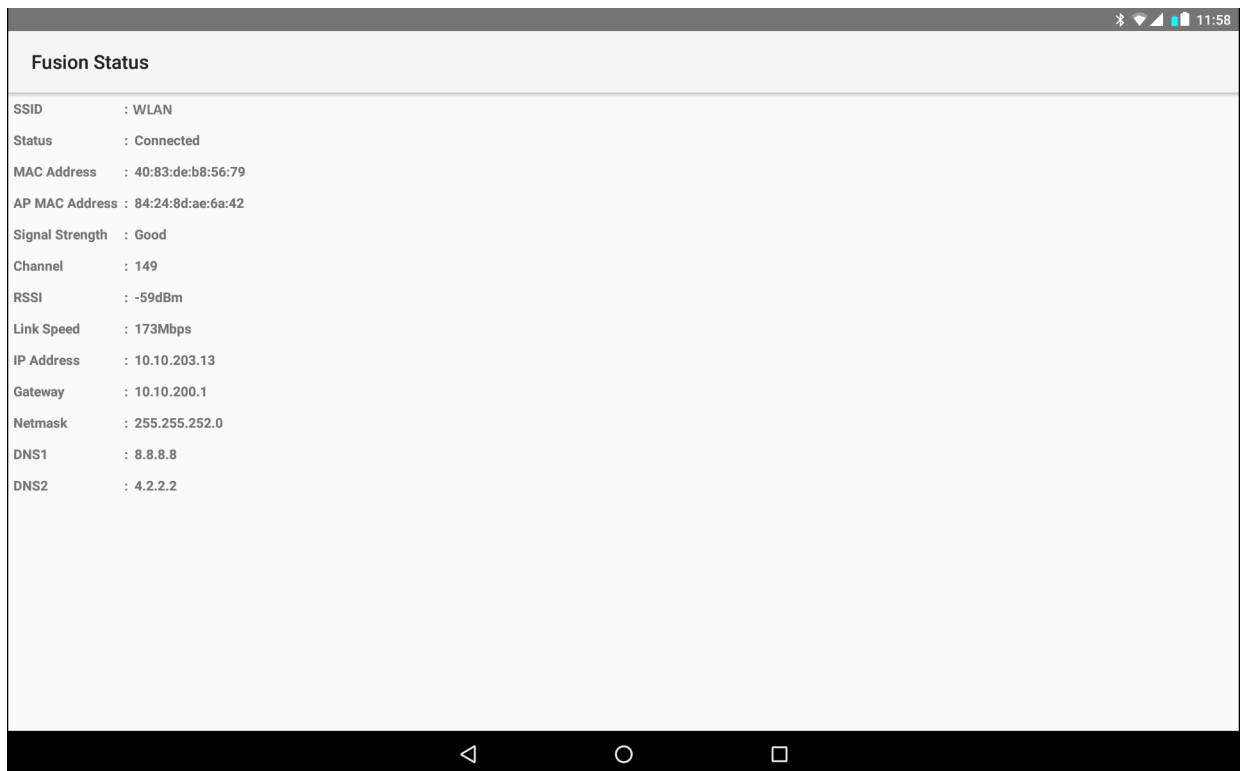 11:58
Fusion Status
SSID : WLAN
Status : Connected
MAC Address : 40:83:de:b8:56:79
AP MAC Address : 84:24:8d:ae:6a:42
Signal Strength : Good
Channel : 149
RSSI : -59dBm
Link Speed : 173Mbps
IP Address : 10.10.203.13
Gateway : 10.10.200.1
Netmask : 255.255.252.0
DNS1 : 8.8.8.8
DNS2 : 4.2.2.2